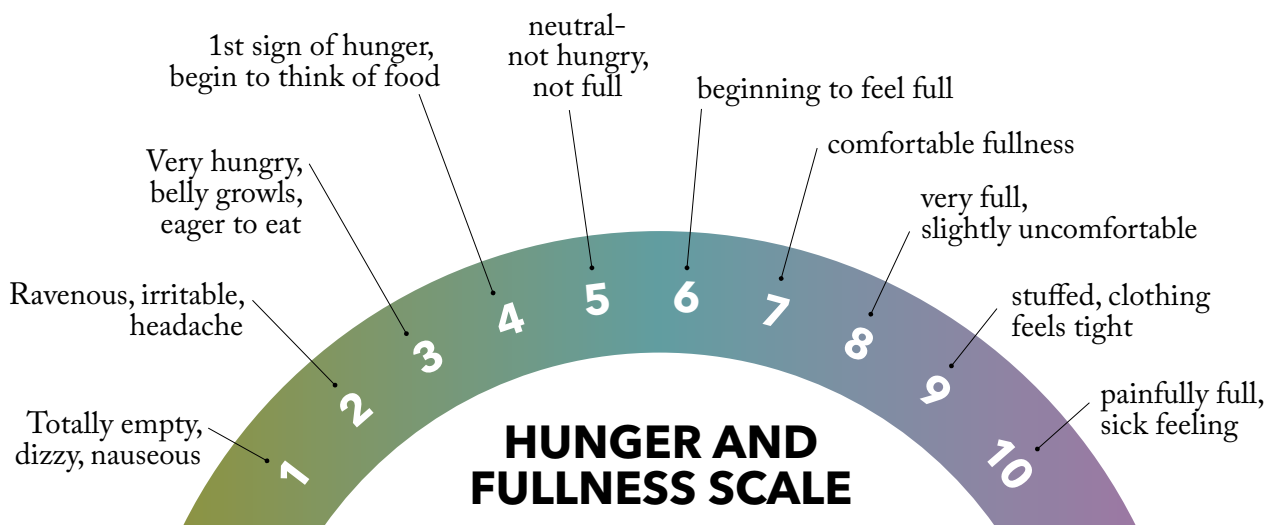 Totally empty,
dizzy, nauseous
1
Ravenous, irritable,
headache
2
Very hungry,
belly growls,
eager to eat
3
1st sign of hunger,
begin to think of food
4
neutral-
not hungry,
not full
5
beginning to feel full
6
comfortable fullness
7
very full,
slightly uncomfortable
8
stuffed, clothing
feels tight
9
painfully full,
sick feeling
10
HUNGER AND
FULLNESS SCALE